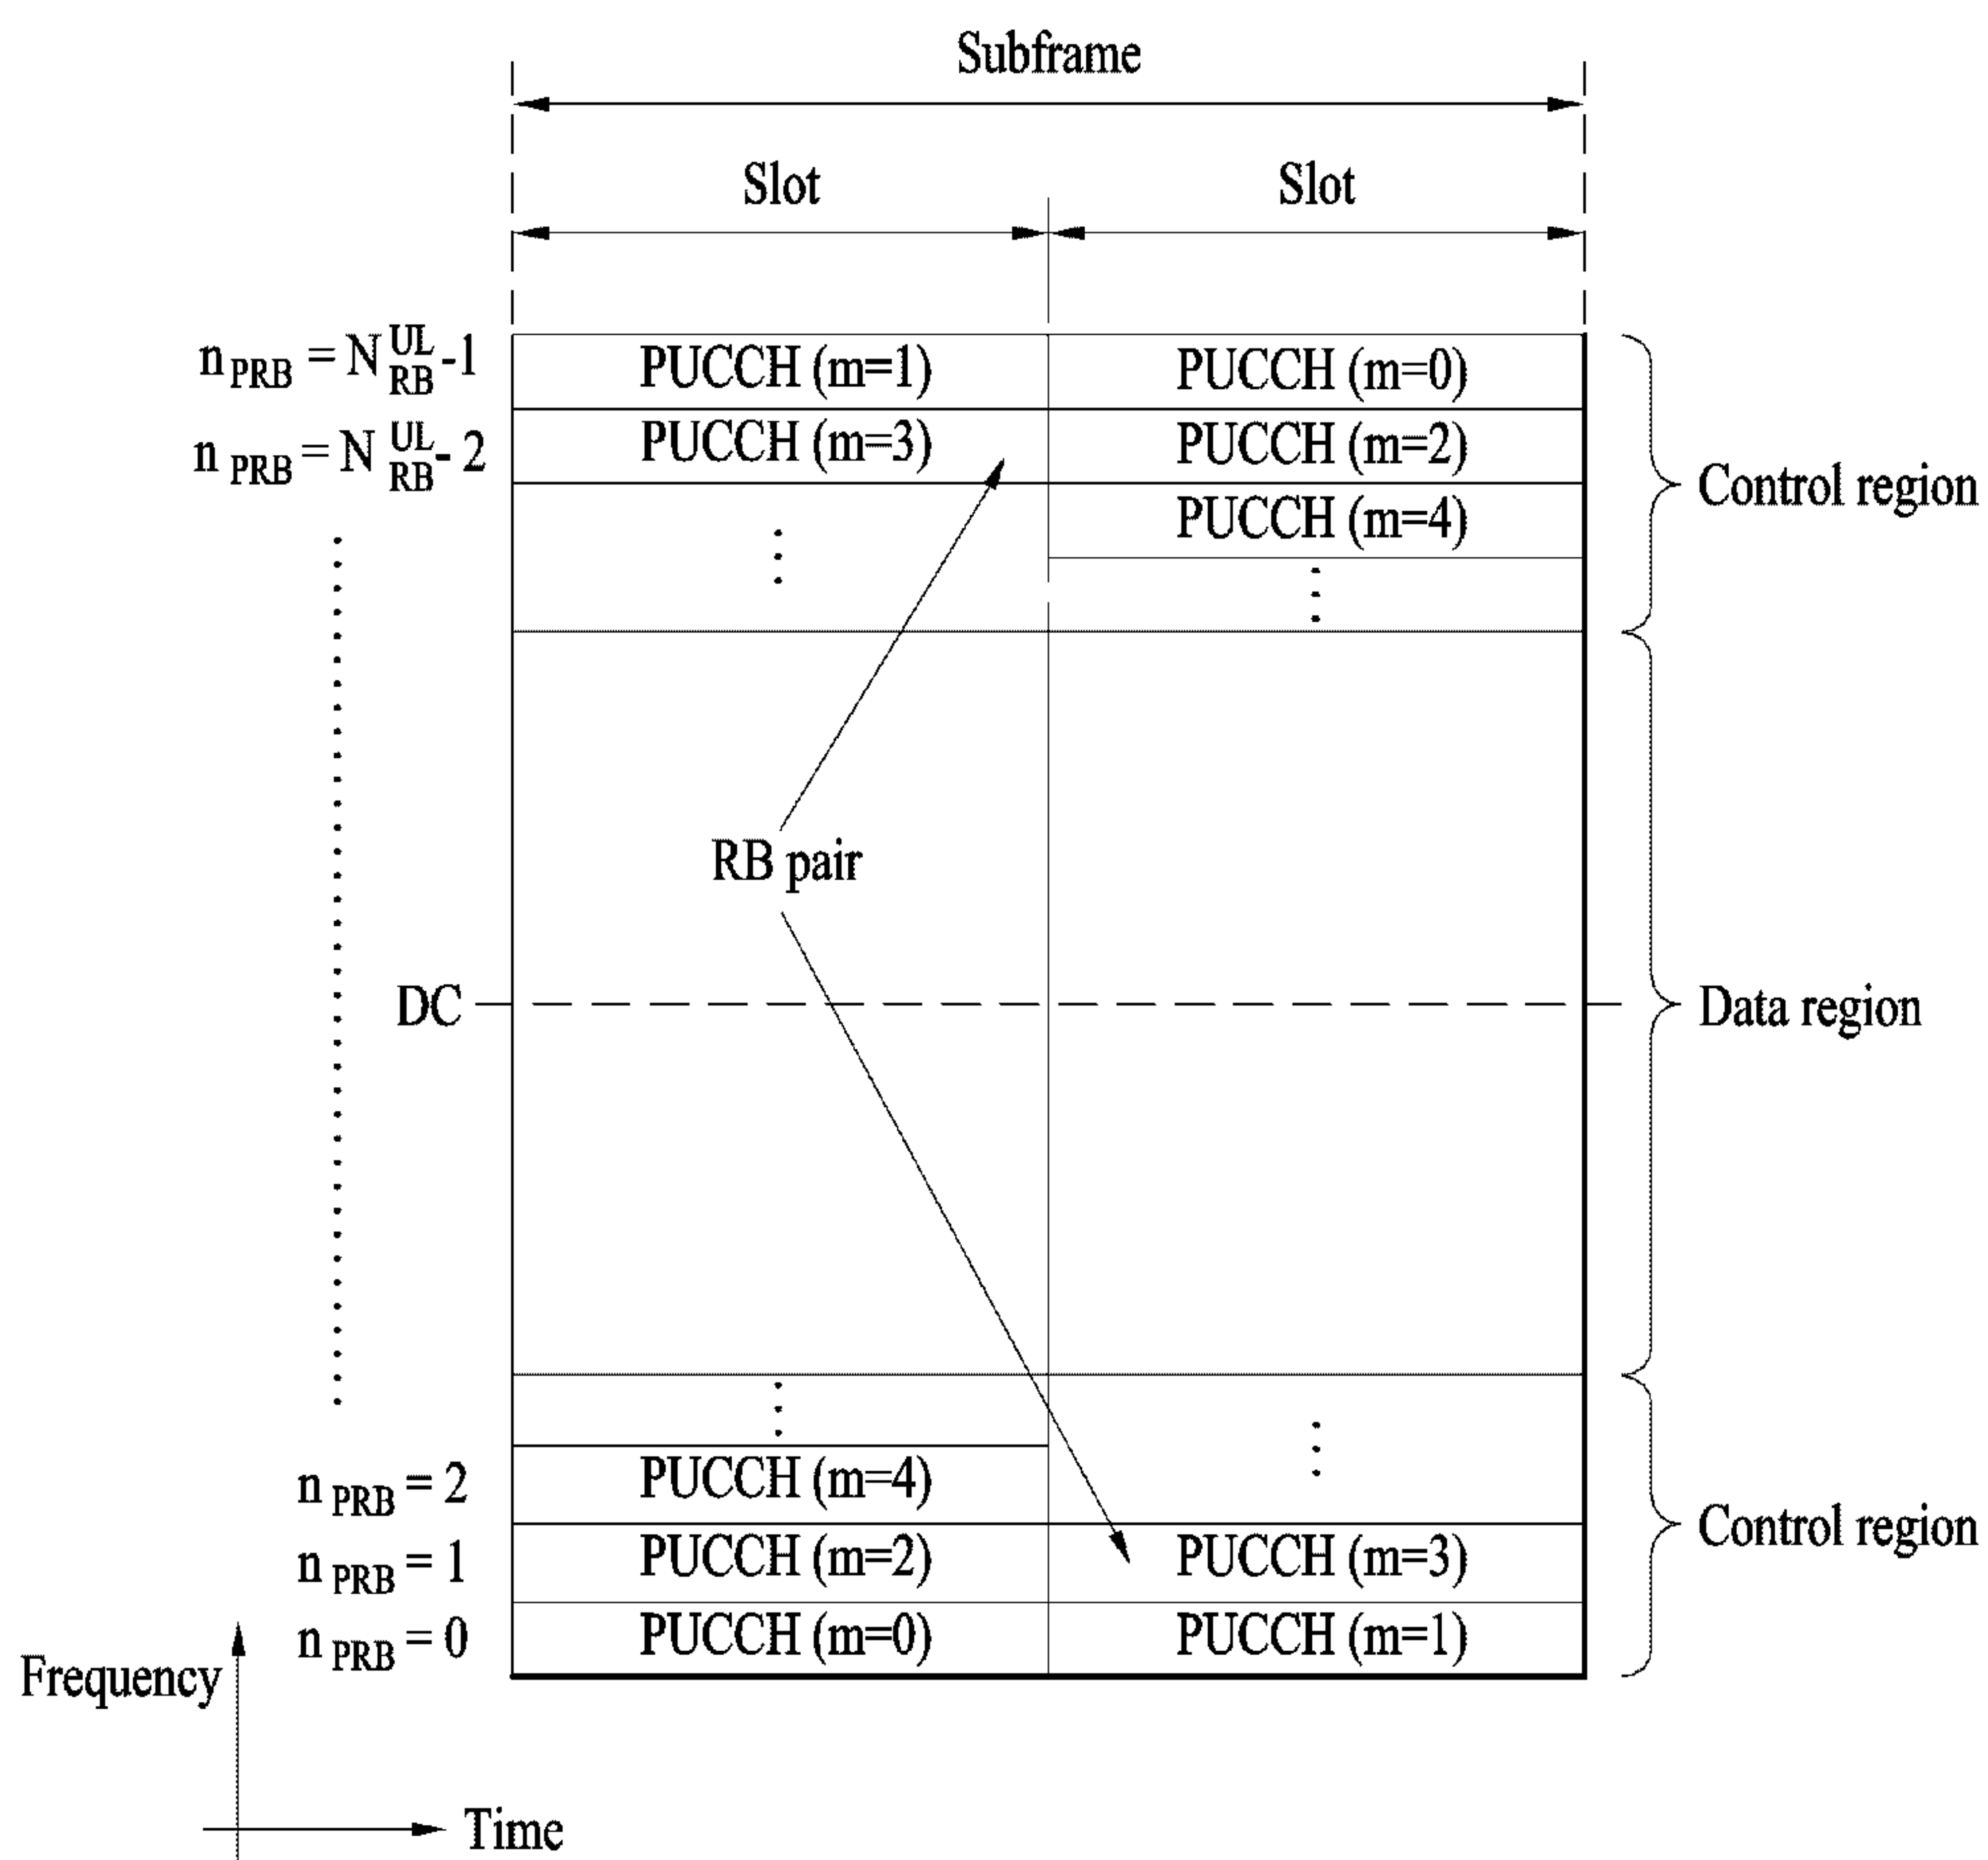 Subframe
Slot Slot
n PRB = N UL RB -1 PUCCH (m=1) PUCCH (m=0)
n PRB = N UL RB - 2 PUCCH (m=3) PUCCH (m=2)
Control region
PUCCH (m=4)
RB pair
DC Data region
n PRB = 2 PUCCH (m=4)
Control region
n PRB = 1 PUCCH (m=2) PUCCH (m=3)
n PRB = 0 PUCCH (m=0) PUCCH (m=1)
Frequency
Time